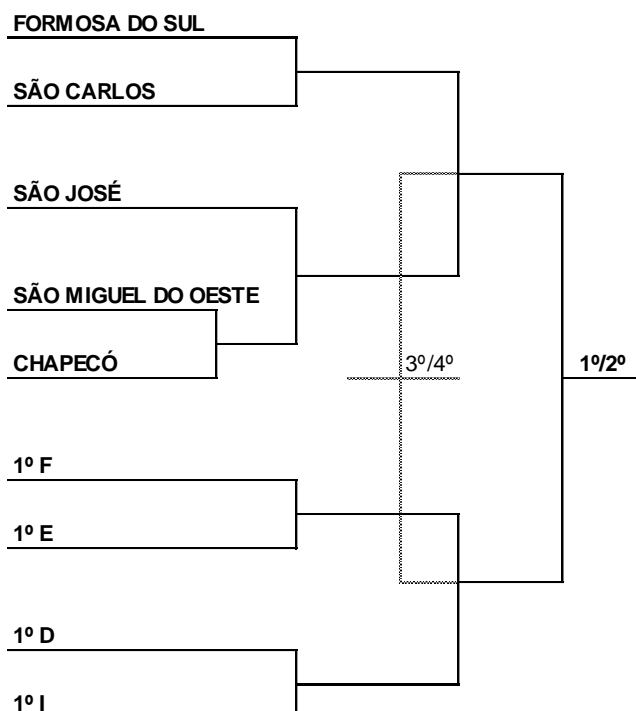 FORMOSA DO SUL
SÃO CARLOS
SÃO JOSÉ
SÃO MIGUEL DO OESTE
CHAPECÓ
3º/4º
1º/2º
1º F
1º E
1º D
1º I